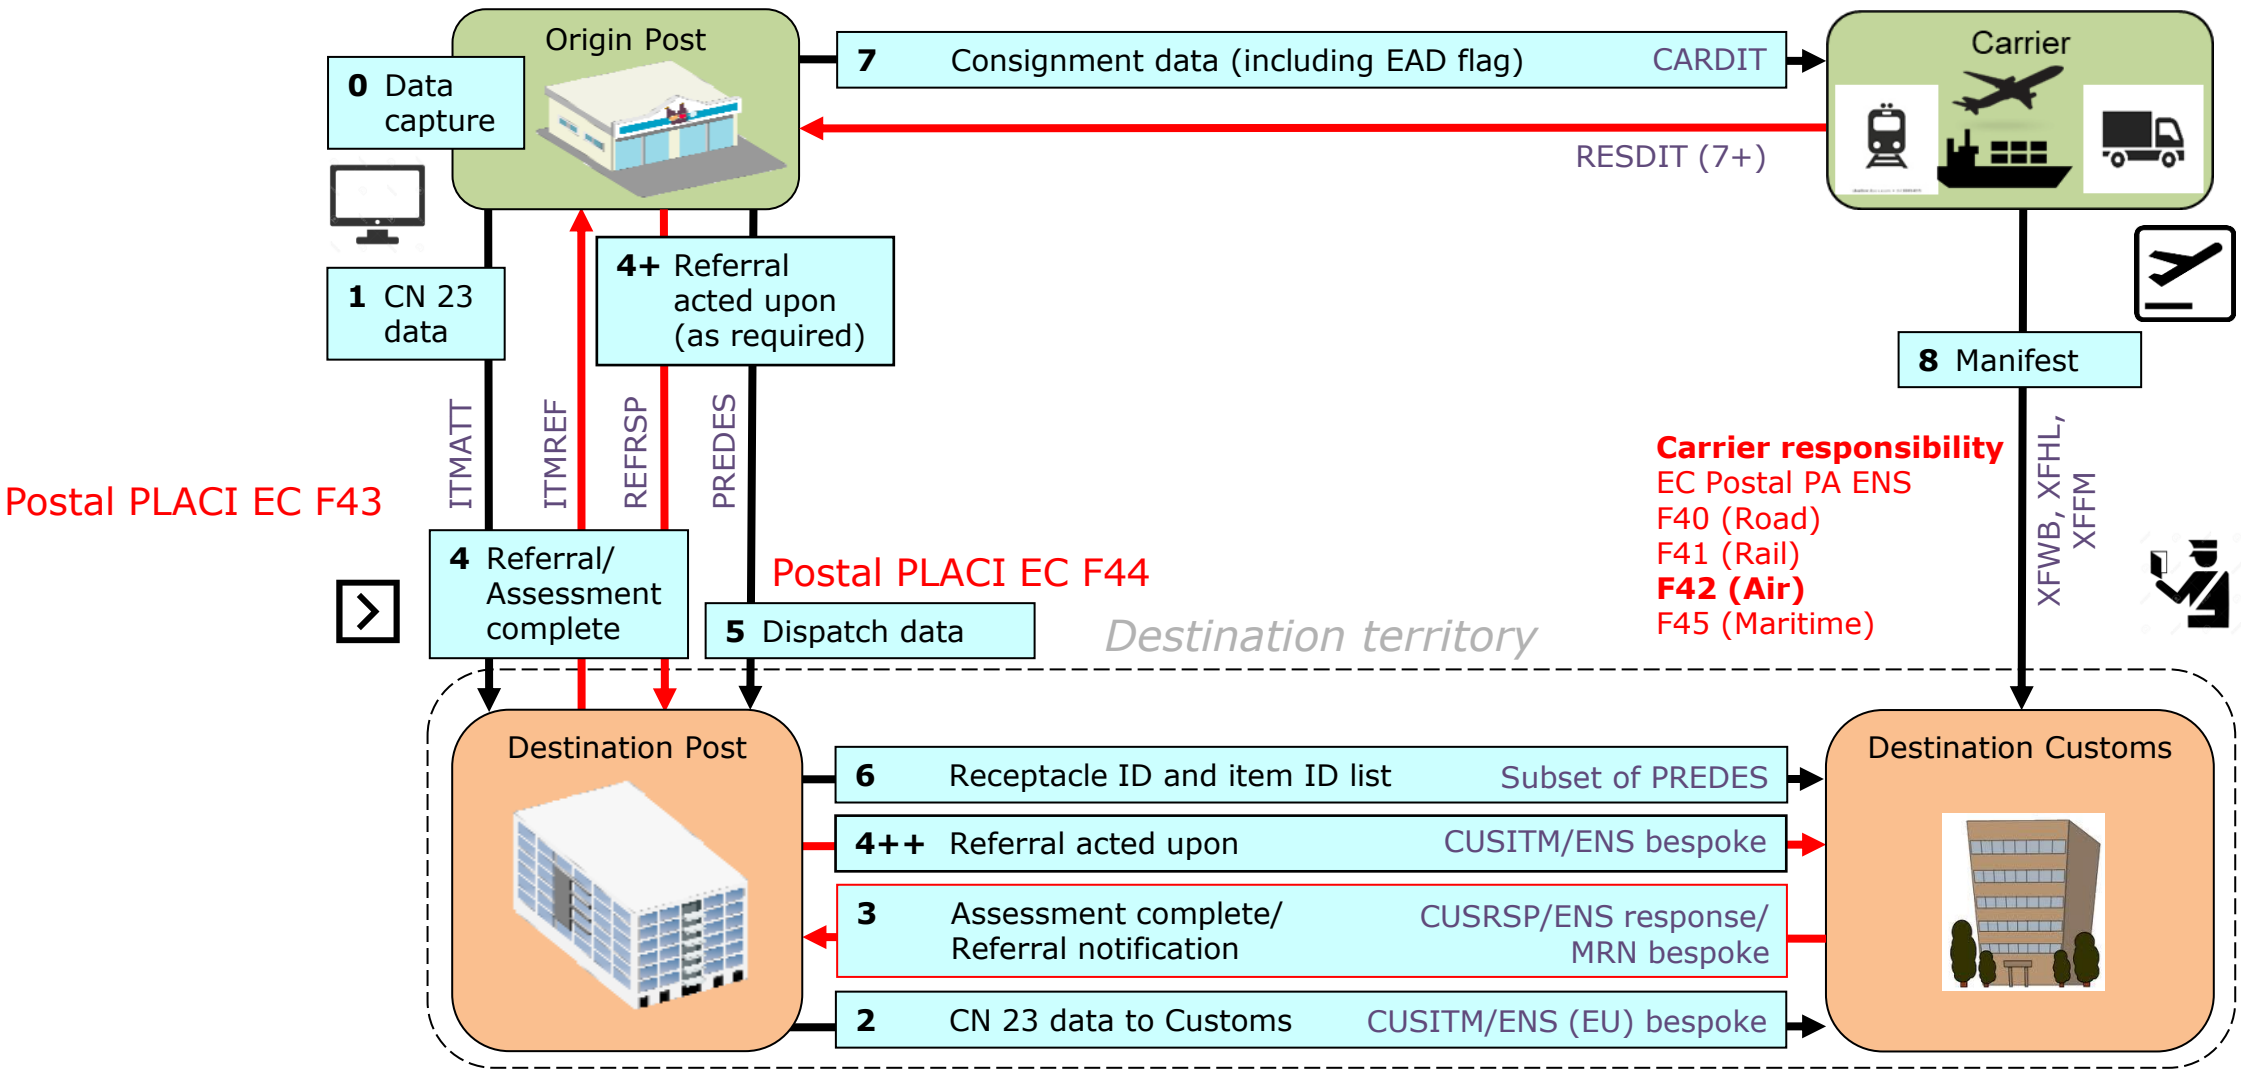 Origin Post
0 Data
capture
7 Consignment data (including EAD flag) CARDIT
RESDIT (7+)
Carrier
1 CN 23
data
4+ Referral
acted upon
(as required)
8 Manifest
ITMATT
ITMREF
REFRSP
PREDES
Postal PLACI EC F43
4 Referral/
Assessment
complete
Postal PLACI EC F44
5 Dispatch data
Carrier responsibility
EC Postal PA ENS
F40 (Road)
F41 (Rail)
F42 (Air)
F45 (Maritime)
XFWB, XFHL,
XFFM
Destination territory
Destination Post
6 Receptacle ID and item ID list Subset of PREDES
4++ Referral acted upon CUSITM/ENS bespoke
3 Assessment complete/ CUSRSP/ENS response/
Referral notification MRN bespoke
2 CN 23 data to Customs CUSITM/ENS (EU) bespoke
Destination Customs